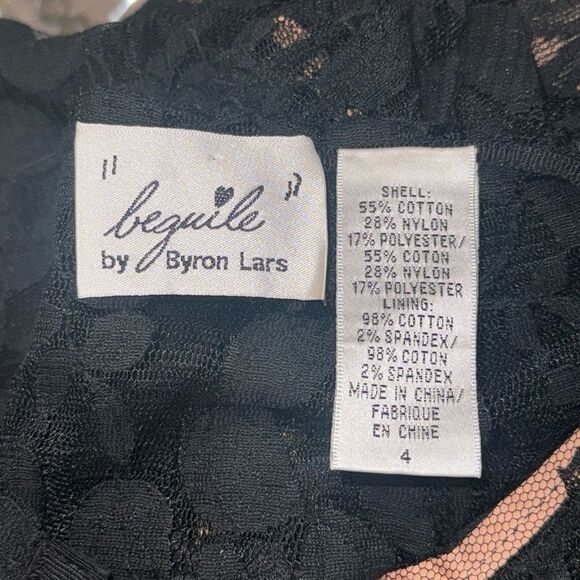 "beguile"
by Byron Lars
SHELL:
55% COTTON
28% NYLON
17% POLYESTER/
55% COTON
28% NYLON
17% POLYESTER
LINING:
98% COTTON
2% SPANDEX/
98% COTON
2% SPANDEX
MADE IN CHINA/
FABRIQUE
EN CHINE
4